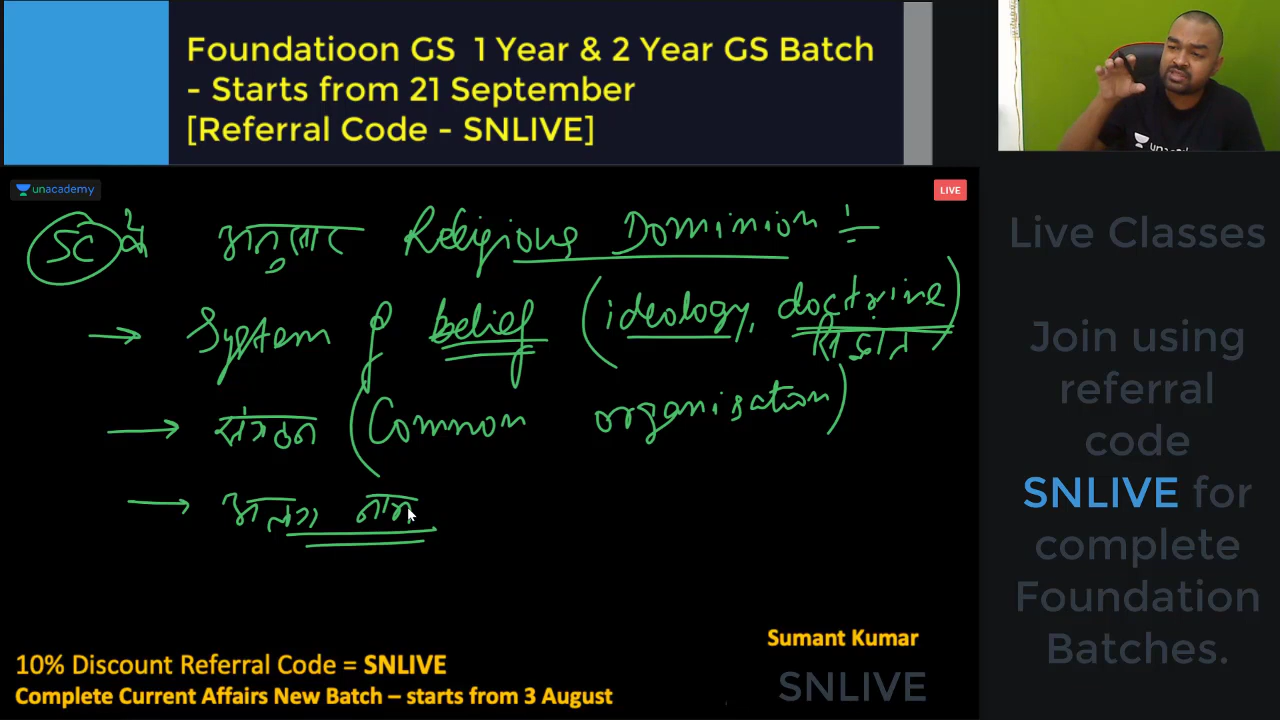 Foundatioon GS 1 Year & 2 Year GS Batch
- Starts from 21 September
[Referral Code - SNLIVE]
unacademy
LIVE
SC के अनुसार Religious Dominion :-
→ System of belief (ideology, doctrine)
सिद्धांत
→ संगठन (Common organisation)
→ अलग नाम
Sumant Kumar
SNLIVE
10% Discount Referral Code = SNLIVE
Complete Current Affairs New Batch – starts from 3 August
Live Classes
Join using
referral
code
SNLIVE for
complete
Foundation
Batches.